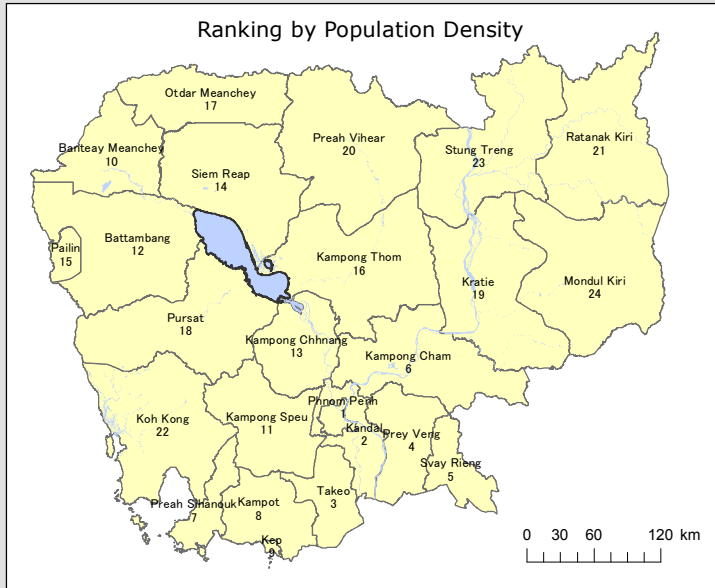 Ranking by Population Density
Otdar Meanchey
17
Banteay Meanchey
10
Preah Vihear
20
Stung Treng
23
Ratanak Kiri
21
Siem Reap
14
Pailin
15
Battambang
12
Kampong Thom
16
Kratie
19
Mondul Kiri
24
Pursat
18
Kampong Chhnang
13
Kampong Cham
6
Koh Kong
22
Kampong Speu
11
Phnom Penh
1
Kandal
2
Prey Veng
4
Svay Rieng
5
Preah Sihanouk
7
Kampot
8
Takeo
3
Kep
9
0 30 60 120 km